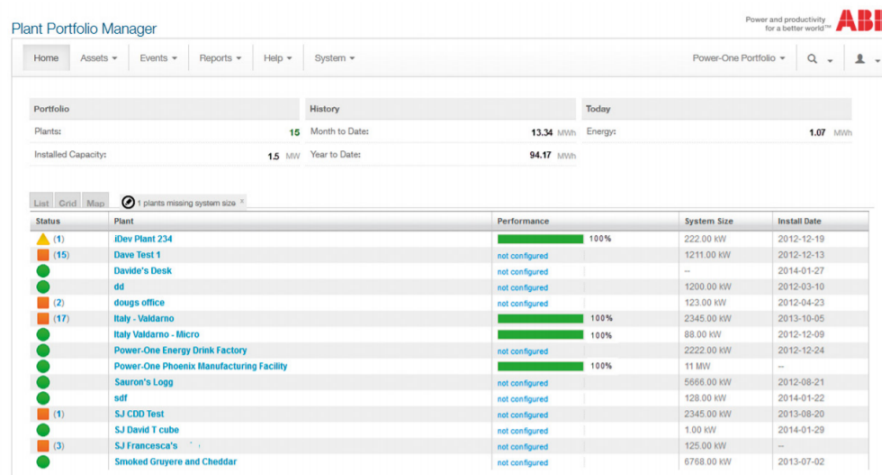 Power and productivity
for a better world™ ABB
Plant Portfolio Manager
Home Assets Events Reports Help System Power-One Portfolio
Portfolio History Today
Plants: 15 Month to Date: 13.34 MWh Energy: 1.07 MWh
Installed Capacity: 1.5 MW Year to Date: 94.17 MWh
List Grid Map 1 plants missing system size x
Status Plant Performance System Size Install Date
(1) iDev Plant 234 100% 222.00 kW 2012-12-19
(15) Dave Test 1 not configured 1211.00 kW 2012-12-13
Davide's Desk not configured -- 2014-01-27
dd not configured 1200.00 kW 2012-03-10
(2) dougs office not configured 123.00 kW 2012-04-23
(17) Italy - Valdarno 100% 2345.00 kW 2013-10-05
Italy Valdarno - Micro 100% 88.00 kW 2012-12-09
Power-One Energy Drink Factory not configured 2222.00 kW 2012-12-24
Power-One Phoenix Manufacturing Facility 100% 11 MW --
Sauron's Logg not configured 5666.00 kW 2012-08-21
sdf not configured 128.00 kW 2014-01-22
(1) SJ CDD Test not configured 2345.00 kW 2013-08-20
SJ David T cube not configured 1.00 kW 2014-01-29
(3) SJ Francesca's not configured 125.00 kW --
Smoked Gruyere and Cheddar not configured 6768.00 kW 2013-07-02